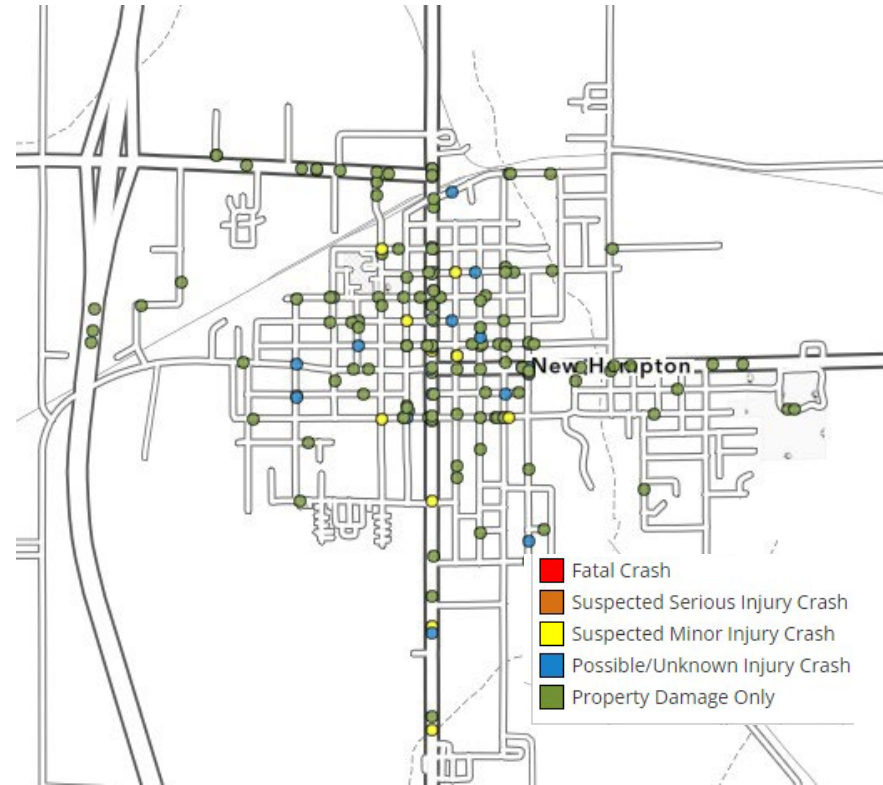 New Hampton
Fatal Crash
Suspected Serious Injury Crash
Suspected Minor Injury Crash
Possible/Unknown Injury Crash
Property Damage Only